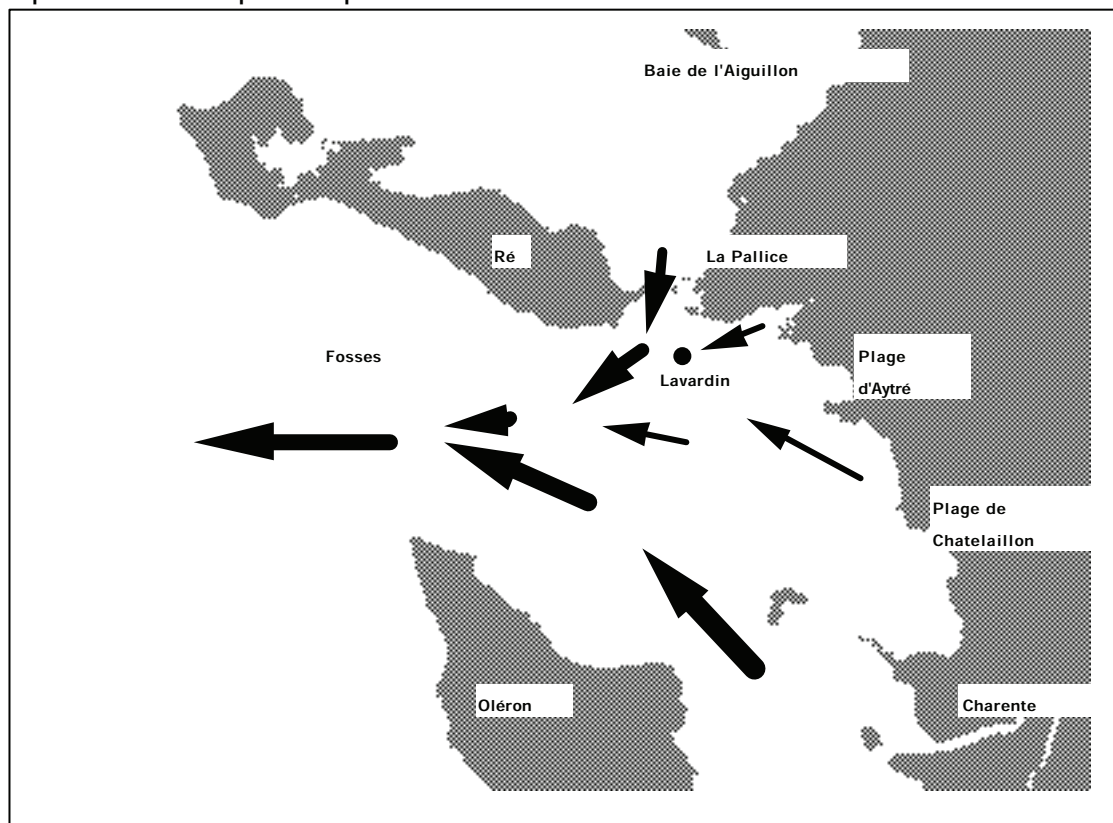 Baie de l'Aiguillon
Ré
La Pallice
Fosses
Lavardin
Plage
d'Aytré
Plage de
Chatelaillon
Oléron
Charente